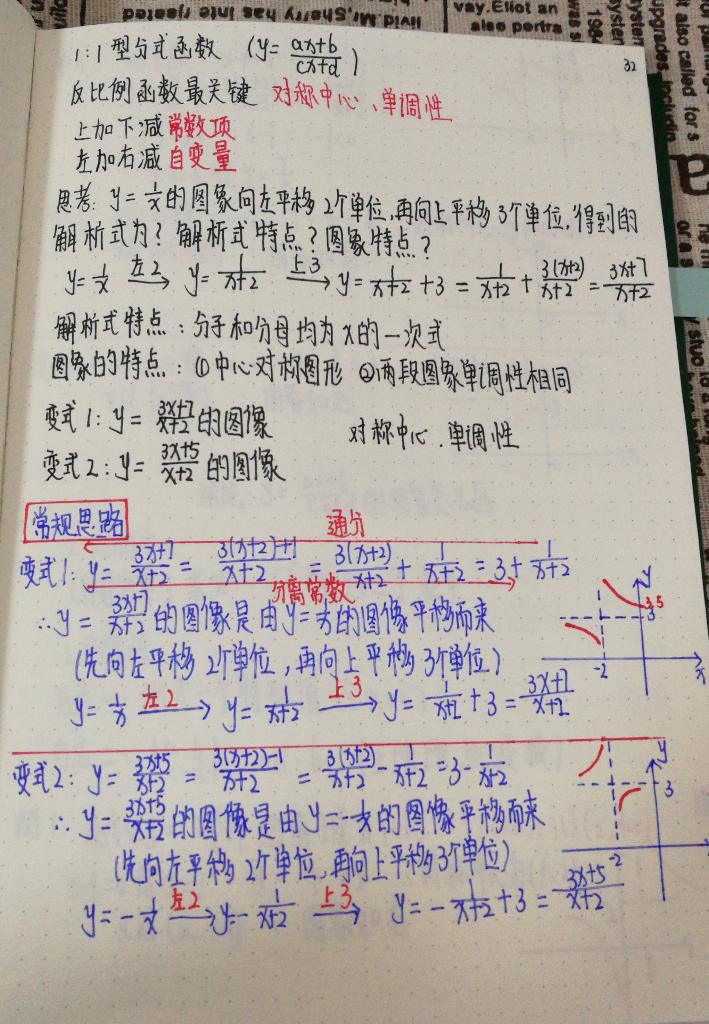 vay. Eliot an
also portra
1:1型分式函数 (y=\frac{ax+b}{cx+d})
32
反比例函数最关键 对称中心、单调性
上加下减常数项
左加右减自变量
思考: y=\frac{1}{x}的图象向左平移2个单位,再向上平移3个单位,得到的
解析式为? 解析式特点? 图象特点?
y=\frac{1}{x} \xrightarrow{左2} y=\frac{1}{x+2} \xrightarrow{上3} y=\frac{1}{x+2}+3=\frac{1}{x+2}+\frac{3(x+2)}{x+2}=\frac{3x+7}{x+2}
解析式特点:分子和分母均为x的一次式
图象的特点:①中心对称图形 ②两段图象单调性相同
变式1: y=\frac{3x+7}{x+2}的图像
对称中心.单调性
变式2: y=\frac{3x+5}{x+2}的图像
常规思路
通分
变式1: y=\frac{3x+7}{x+2}=\frac{3(x+2)+1}{x+2}=\frac{3(x+2)}{x+2}+\frac{1}{x+2}=3+\frac{1}{x+2}
分离常数
∴y=\frac{3x+7}{x+2}的图像是由y=\frac{1}{x}的图像平移而来
(先向左平移2个单位,再向上平移3个单位)
y=\frac{1}{x} \xrightarrow{左2} y=\frac{1}{x+2} \xrightarrow{上3} y=\frac{1}{x+2}+3=\frac{3x+7}{x+2}
y
3.5
3
-2
x
变式2: y=\frac{3x+5}{x+2}=\frac{3(x+2)-1}{x+2}=\frac{3(x+2)}{x+2}-\frac{1}{x+2}=3-\frac{1}{x+2}
∴y=\frac{3x+5}{x+2}的图像是由y=-\frac{1}{x}的图像平移而来
(先向左平移2个单位,再向上平移3个单位)
y=-\frac{1}{x} \xrightarrow{左2} y=-\frac{1}{x+2} \xrightarrow{上3} y=-\frac{1}{x+2}+3=\frac{3x+5}{x+2}
y
3
-2